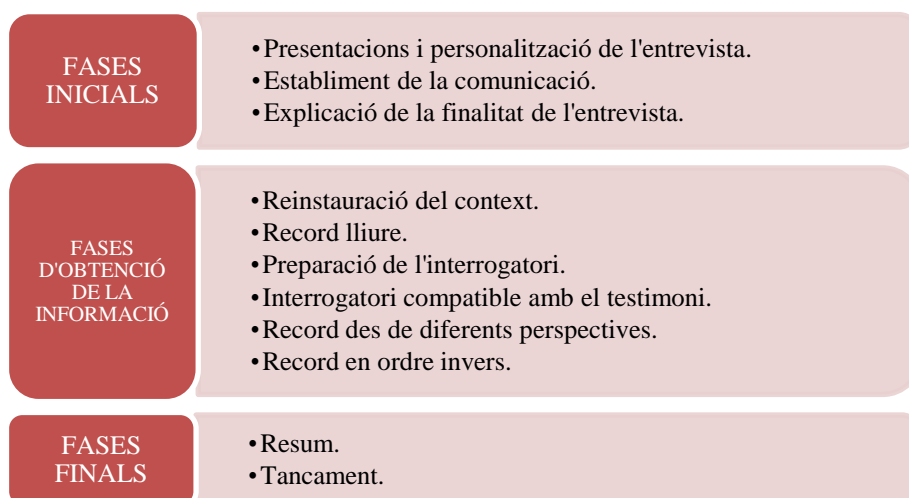 FASES
INICIALS
•Presentacions i personalització de l'entrevista.
•Establiment de la comunicació.
•Explicació de la finalitat de l'entrevista.
FASES
D'OBTENCIÓ
DE LA
INFORMACIÓ
•Reinstauració del context.
•Record lliure.
•Preparació de l'interrogatori.
•Interrogatori compatible amb el testimoni.
•Record des de diferents perspectives.
•Record en ordre invers.
FASES
FINALS
•Resum.
•Tancament.